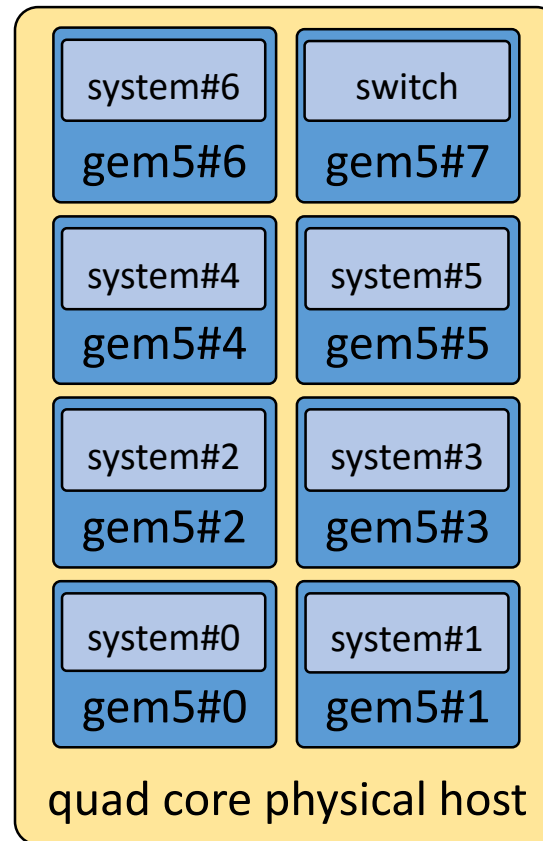 system#6
gem5#6
switch
gem5#7
system#4
gem5#4
system#5
gem5#5
system#2
gem5#2
system#3
gem5#3
system#0
gem5#0
system#1
gem5#1
quad core physical host